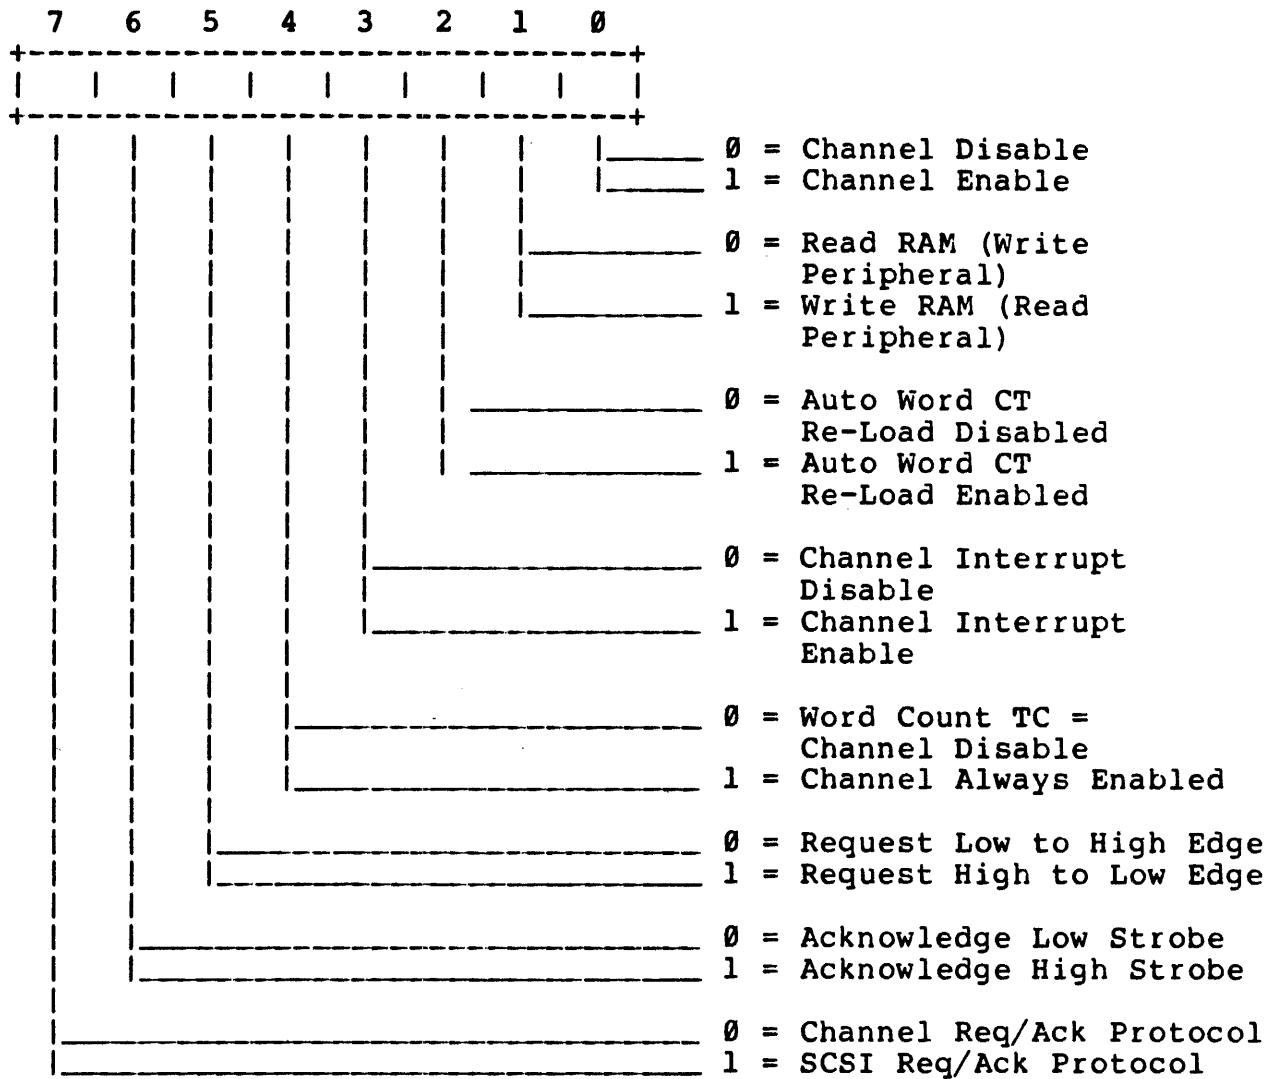 7 6 5 4 3 2 1 0
0 = Channel Disable
1 = Channel Enable
0 = Read RAM (Write
Peripheral)
1 = Write RAM (Read
Peripheral)
0 = Auto Word CT
Re-Load Disabled
1 = Auto Word CT
Re-Load Enabled
0 = Channel Interrupt
Disable
1 = Channel Interrupt
Enable
0 = Word Count TC =
Channel Disable
1 = Channel Always Enabled
0 = Request Low to High Edge
1 = Request High to Low Edge
0 = Acknowledge Low Strobe
1 = Acknowledge High Strobe
0 = Channel Req/Ack Protocol
1 = SCSI Req/Ack Protocol